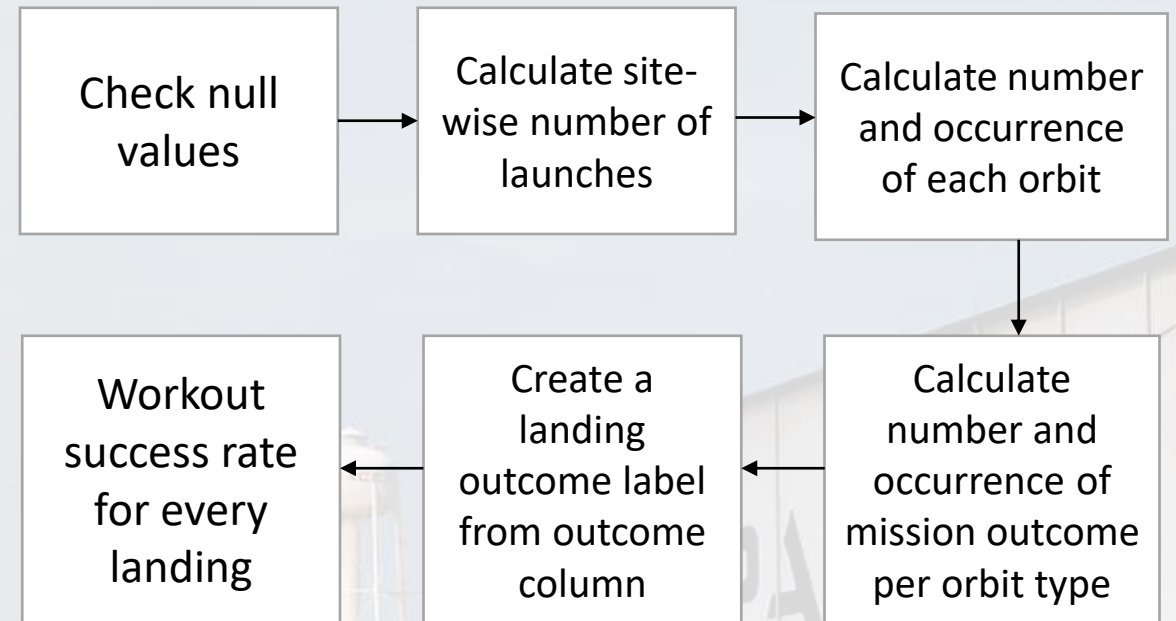 Check null
values
Calculate site-
wise number of
launches
Calculate number
and occurrence
of each orbit
Calculate
number and
occurrence of
mission outcome
per orbit type
Create a
landing
outcome label
from outcome
column
Workout
success rate
for every
landing